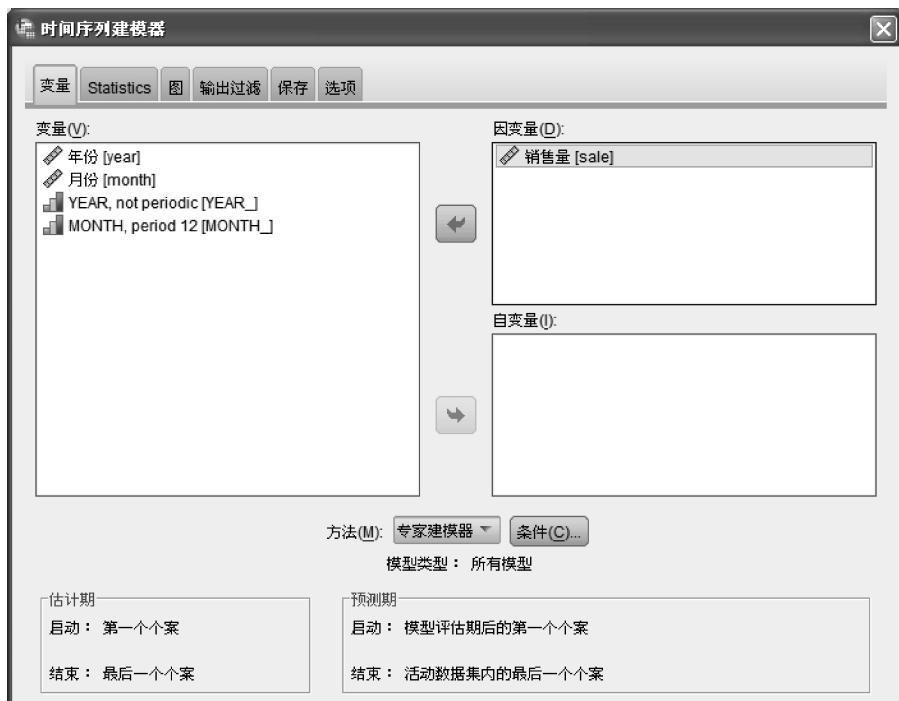 时间序列建模器
变量 Statistics 图 输出过滤 保存 选项
变量(V):
年份 [year]
月份 [month]
YEAR, not periodic [YEAR_]
MONTH, period 12 [MONTH_]
因变量(D):
销售量 [sale]
自变量(I):
方法(M): 专家建模器 条件(C)...
模型类型： 所有模型
估计期
启动： 第一个个案
结束： 最后一个个案
预测期
启动： 模型评估期后的第一个个案
结束： 活动数据集内的最后一个个案